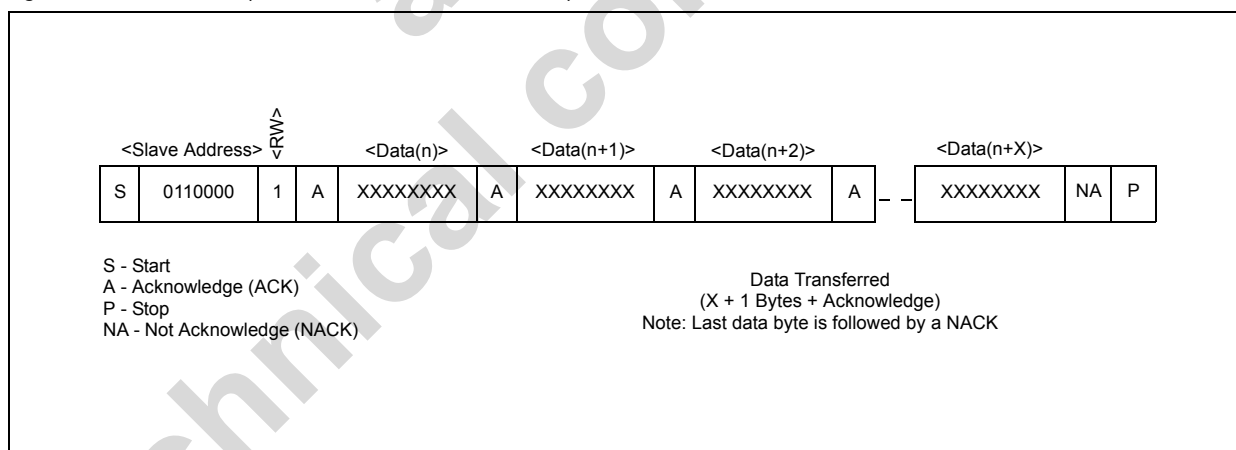 <Slave Address> <RW> <Data(n)> <Data(n+1)> <Data(n+2)> <Data(n+X)>
S 0110000 1 A XXXXXXXX A XXXXXXXX A XXXXXXXX A XXXXXXXX NA P
S - Start
A - Acknowledge (ACK)
P - Stop
NA - Not Acknowledge (NACK)
Data Transferred
(X + 1 Bytes + Acknowledge)
Note: Last data byte is followed by a NACK